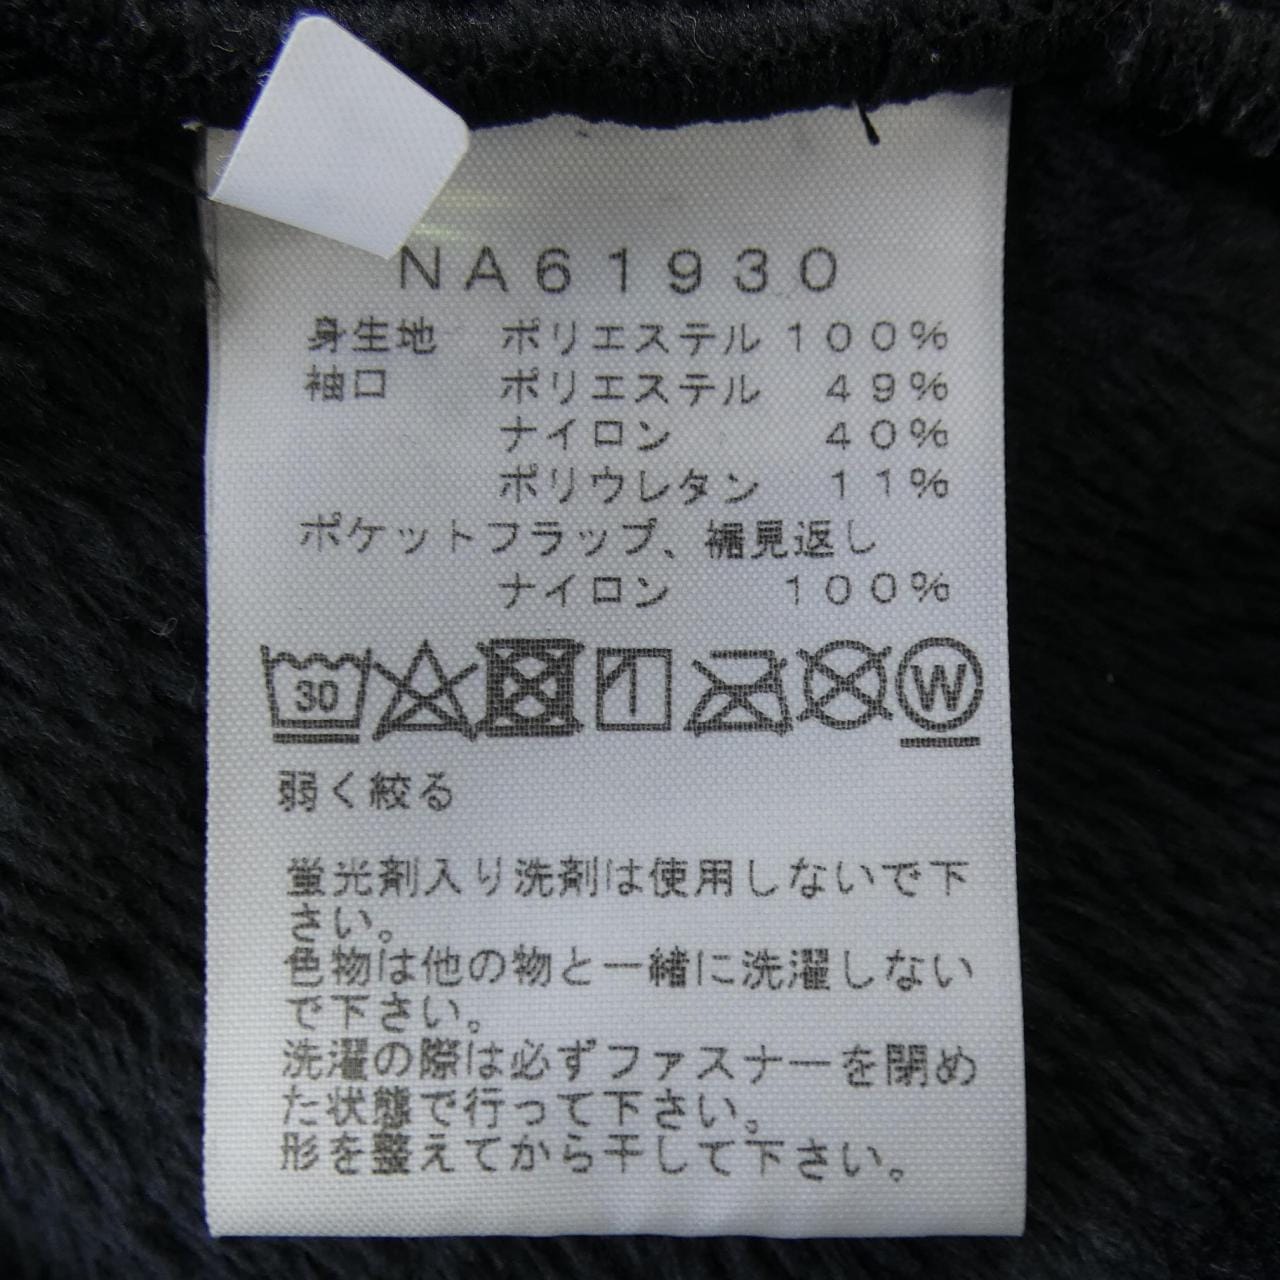 NA61930
身生地 ポリエステル 100%
袖口 ポリエステル 49%
ナイロン 40%
ポリウレタン 11%
ポケットフラップ、裾見返し
ナイロン 100%
30 W
弱く絞る
蛍光剤入り洗剤は使用しないで下
さい。
色物は他の物と一緒に洗濯しない
で下さい。
洗濯の際は必ずファスナーを閉め
た状態で行って下さい。
形を整えてから干して下さい。